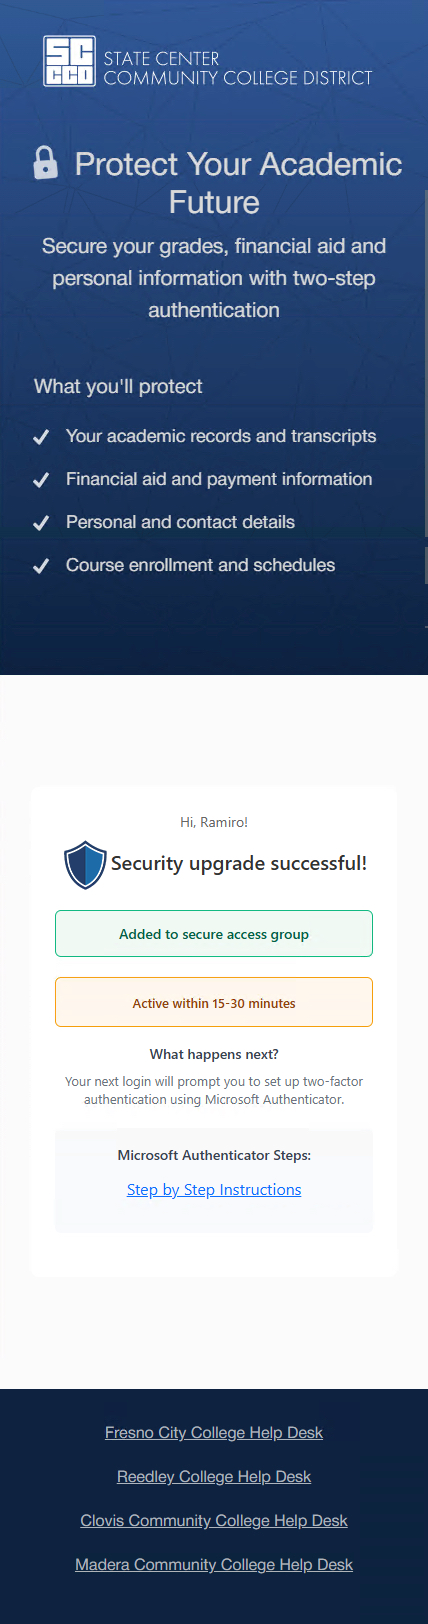 SC
CCD
STATE CENTER
COMMUNITY COLLEGE DISTRICT
Protect Your Academic
Future
Secure your grades, financial aid and
personal information with two-step
authentication
What you'll protect
Your academic records and transcripts
Financial aid and payment information
Personal and contact details
Course enrollment and schedules
Hi, Ramiro!
Security upgrade successful!
Added to secure access group
Active within 15-30 minutes
What happens next?
Your next login will prompt you to set up two-factor
authentication using Microsoft Authenticator.
Microsoft Authenticator Steps:
Step by Step Instructions
Fresno City College Help Desk
Reedley College Help Desk
Clovis Community College Help Desk
Madera Community College Help Desk